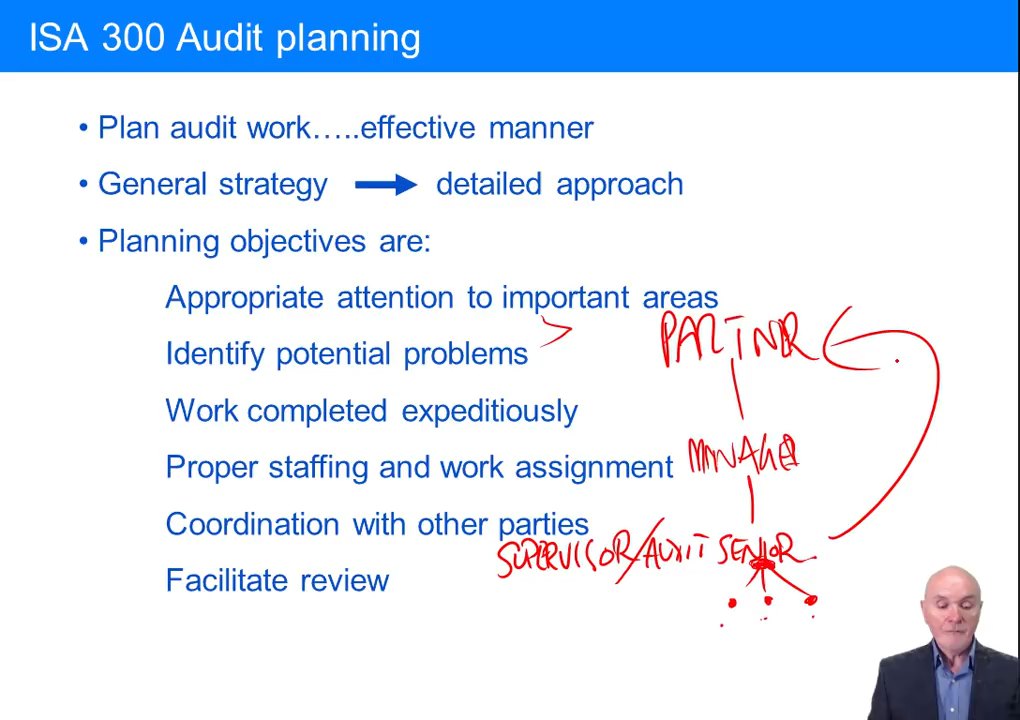 ISA 300 Audit planning
• Plan audit work…..effective manner
• General strategy → detailed approach
• Planning objectives are:
Appropriate attention to important areas
PARTNER
Identify potential problems
Work completed expeditiously
MANAGER
Proper staffing and work assignment
Coordination with other parties
SUPERVISOR/AUDIT SENIOR
Facilitate review